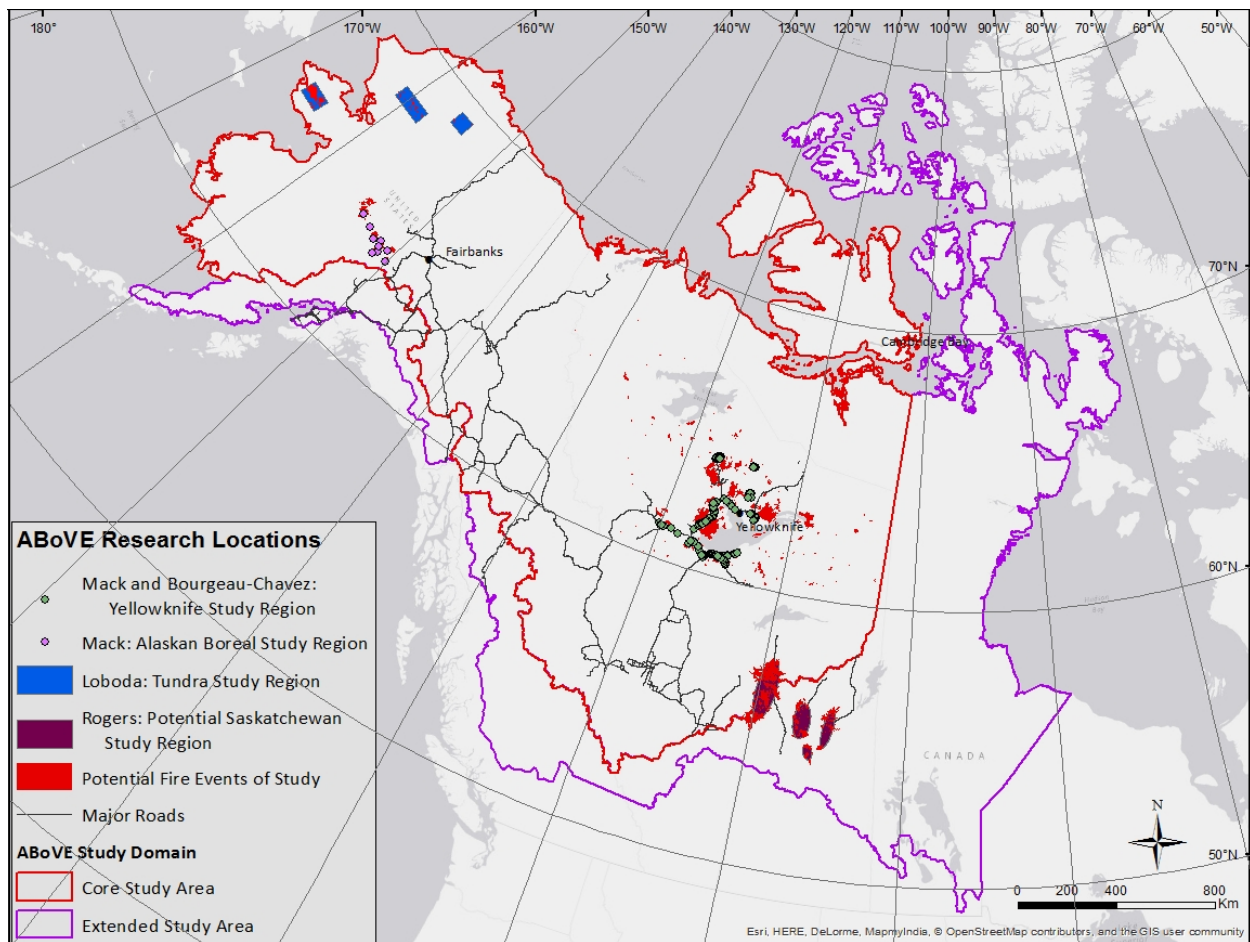 180° 170°W 160°W 150°W 140°W 130°W 120°W 110°W 100°W 90°W 80°W 70°W 60°W 50°W
UNITED
STATES
Fairbanks
70°N
Cambridge Bay
Yellowknife
60°N
ABoVE Research Locations
Mack and Bourgeau-Chavez:
Yellowknife Study Region
Mack: Alaskan Boreal Study Region
Loboda: Tundra Study Region
Rogers: Potential Saskatchewan
Study Region
Potential Fire Events of Study
Major Roads
ABoVE Study Domain
Core Study Area
Extended Study Area
CANADA
N
50°N
0 200 400 800
Km
Esri, HERE, DeLorme, MapmyIndia, © OpenStreetMap contributors, and the GIS user community